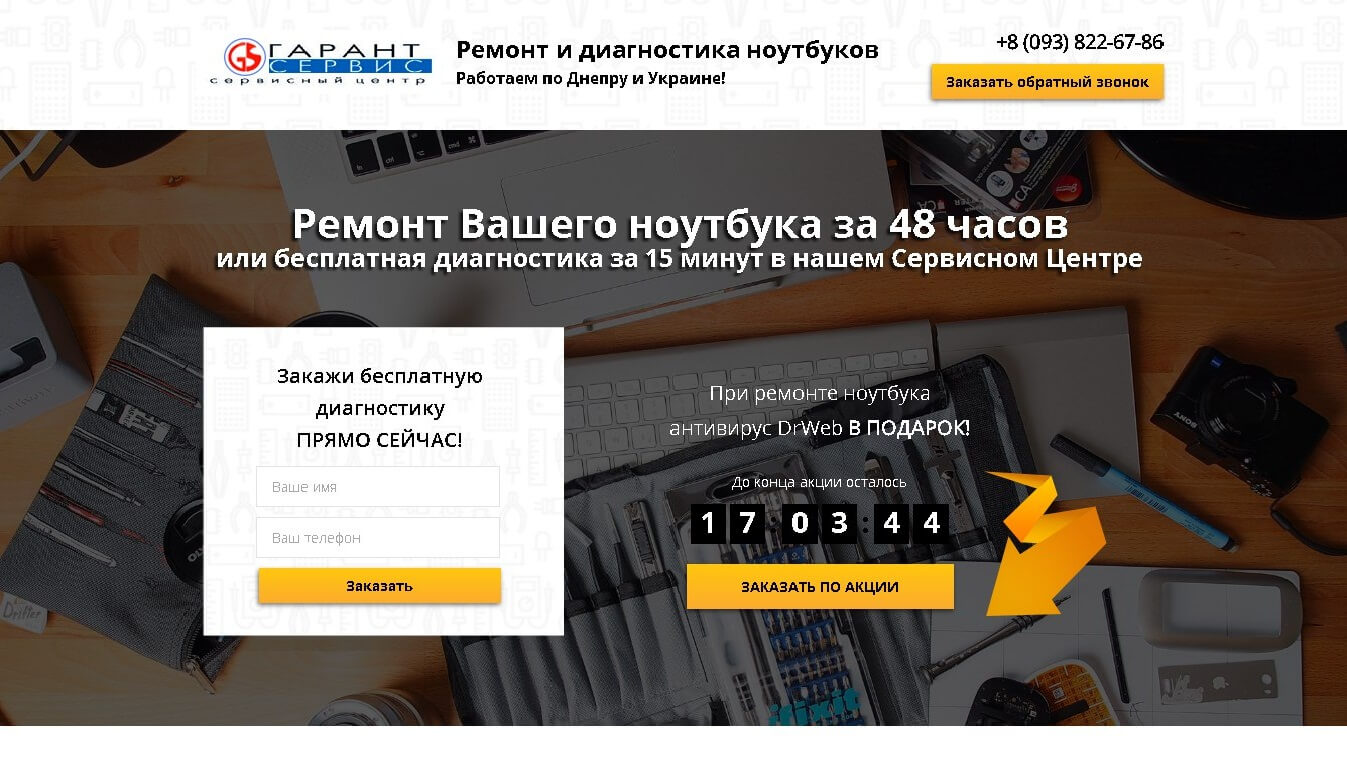 ГАРАНТ
СЕРВИС
сервисный центр
Ремонт и диагностика ноутбуков
Работаем по Днепру и Украине!
+8 (093) 822-67-86
Заказать обратный звонок
Ремонт Вашего ноутбука за 48 часов
или бесплатная диагностика за 15 минут в нашем Сервисном Центре
Закажи бесплатную
диагностику
ПРЯМО СЕЙЧАС!
Ваше имя
Ваш телефон
Заказать
При ремонте ноутбука
антивирус DrWeb В ПОДАРОК!
До конца акции осталось
17:03:44
ЗАКАЗАТЬ ПО АКЦИИ
SONY
Drifter
ifixit